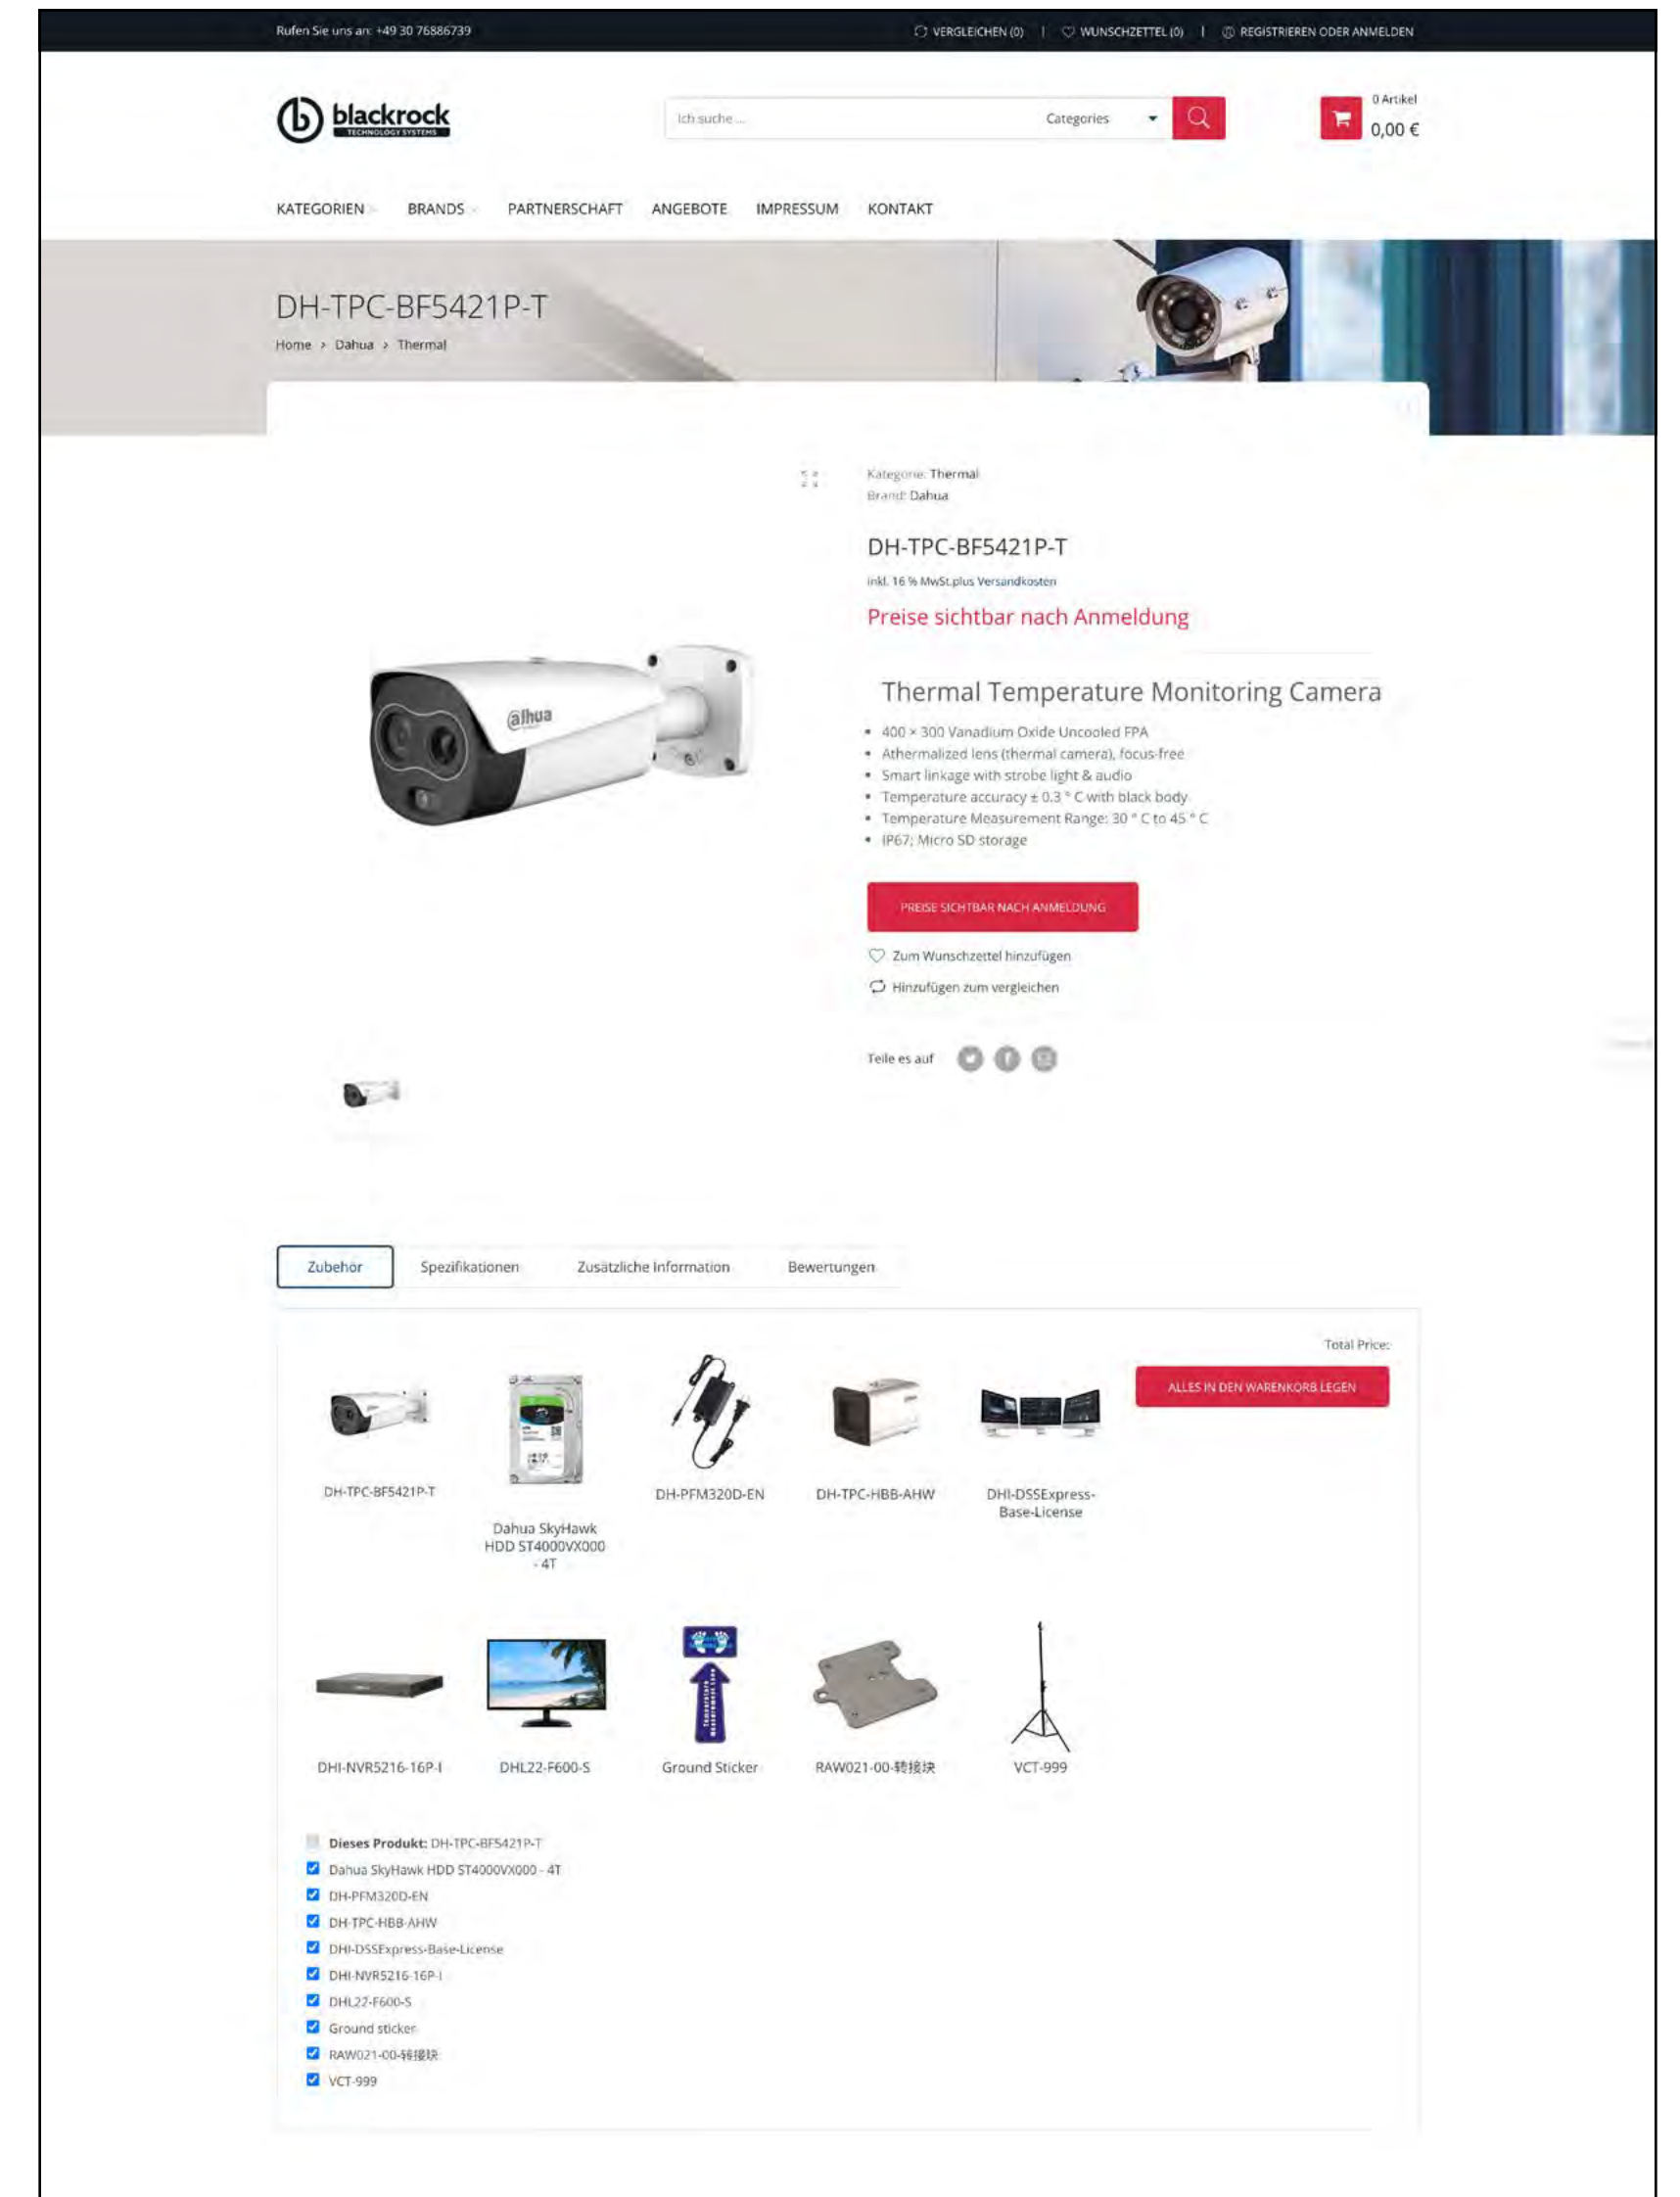 Rufen Sie uns an: +49 30 76886739
VERGLEICHEN (0) | WUNSCHZETTEL (0) | REGISTRIEREN ODER ANMELDEN
blackrock
TECHNOLOGY SYSTEMS
Ich suche ...
Categories
0 Artikel
0,00 €
KATEGORIEN BRANDS PARTNERSCHAFT ANGEBOTE IMPRESSUM KONTAKT
DH-TPC-BF5421P-T
Home > Dahua > Thermal
Kategorie: Thermal
Brand: Dahua
DH-TPC-BF5421P-T
inkl. 16 % MwSt.plus Versandkosten
Preise sichtbar nach Anmeldung
alhua
Thermal Temperature Monitoring Camera
• 400 × 300 Vanadium Oxide Uncooled FPA
• Athermalized lens (thermal camera), focus-free
• Smart linkage with strobe light & audio
• Temperature accuracy ± 0.3 ° C with black body
• Temperature Measurement Range: 30 ° C to 45 ° C
• IP67; Micro SD storage
PREISE SICHTBAR NACH ANMELDUNG
Zum Wunschzettel hinzufügen
Hinzufügen zum vergleichen
Teile es auf
Zubehör Spezifikationen Zusätzliche Information Bewertungen
Total Price:
ALLES IN DEN WARENKORB LEGEN
DH-TPC-BF5421P-T
Dahua SkyHawk
HDD ST4000VX000
- 4T
DH-PFM320D-EN
DH-TPC-HBB-AHW
DHI-DSSExpress-
Base-License
Temperature
measurement zone
DHI-NVR5216-16P-I
DHL22-F600-S
Ground Sticker
RAW021-00-转接块
VCT-999
Dieses Produkt: DH-TPC-BF5421P-T
Dahua SkyHawk HDD ST4000VX000 - 4T
DH-PFM320D-EN
DH-TPC-HBB-AHW
DHI-DSSExpress-Base-License
DHI-NVR5216-16P-I
DHL22-F600-S
Ground sticker
RAW021-00-转接块
VCT-999